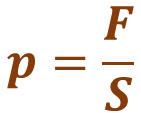 p = F/S